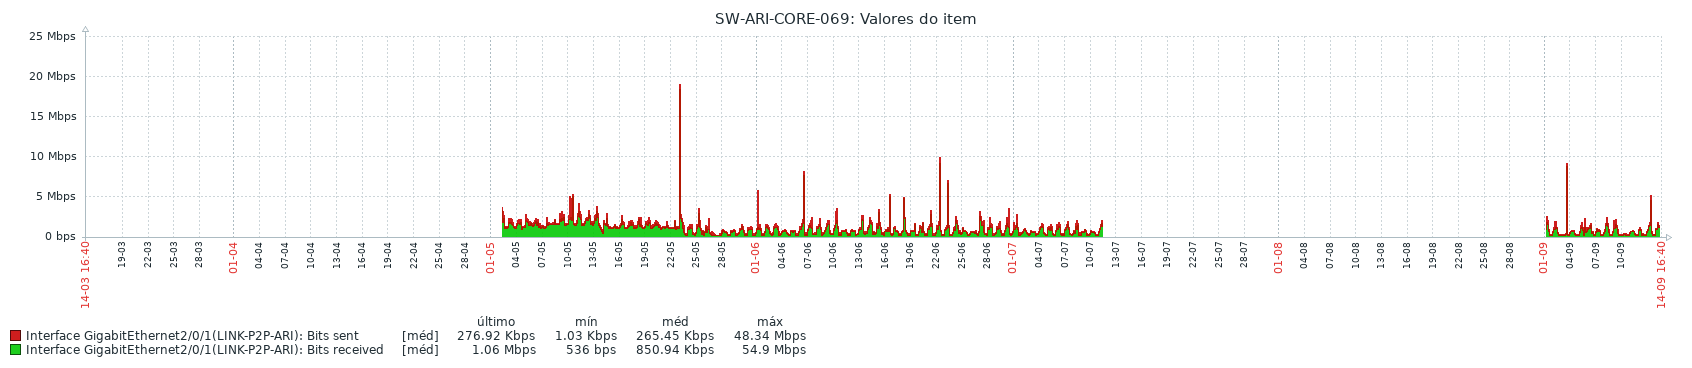 SW-ARI-CORE-069: Valores do item
25 Mbps
20 Mbps
15 Mbps
10 Mbps
5 Mbps
0 bps
14-03 16:40 19-03 22-03 25-03 28-03 01-04 04-04 07-04 10-04 13-04 16-04 19-04 22-04 25-04 28-04 01-05 04-05 07-05 10-05 13-05 16-05 19-05 22-05 25-05 28-05 01-06 04-06 07-06 10-06 13-06 16-06 19-06 22-06 25-06 28-06 01-07 04-07 07-07 10-07 13-07 16-07 19-07 22-07 25-07 28-07 01-08 04-08 07-08 10-08 13-08 16-08 19-08 22-08 25-08 28-08 01-09 04-09 07-09 10-09 14-09 16:40
último mín méd máx
Interface GigabitEthernet2/0/1(LINK-P2P-ARI): Bits sent [méd] 276.92 Kbps 1.03 Kbps 265.45 Kbps 48.34 Mbps
Interface GigabitEthernet2/0/1(LINK-P2P-ARI): Bits received [méd] 1.06 Mbps 536 bps 850.94 Kbps 54.9 Mbps